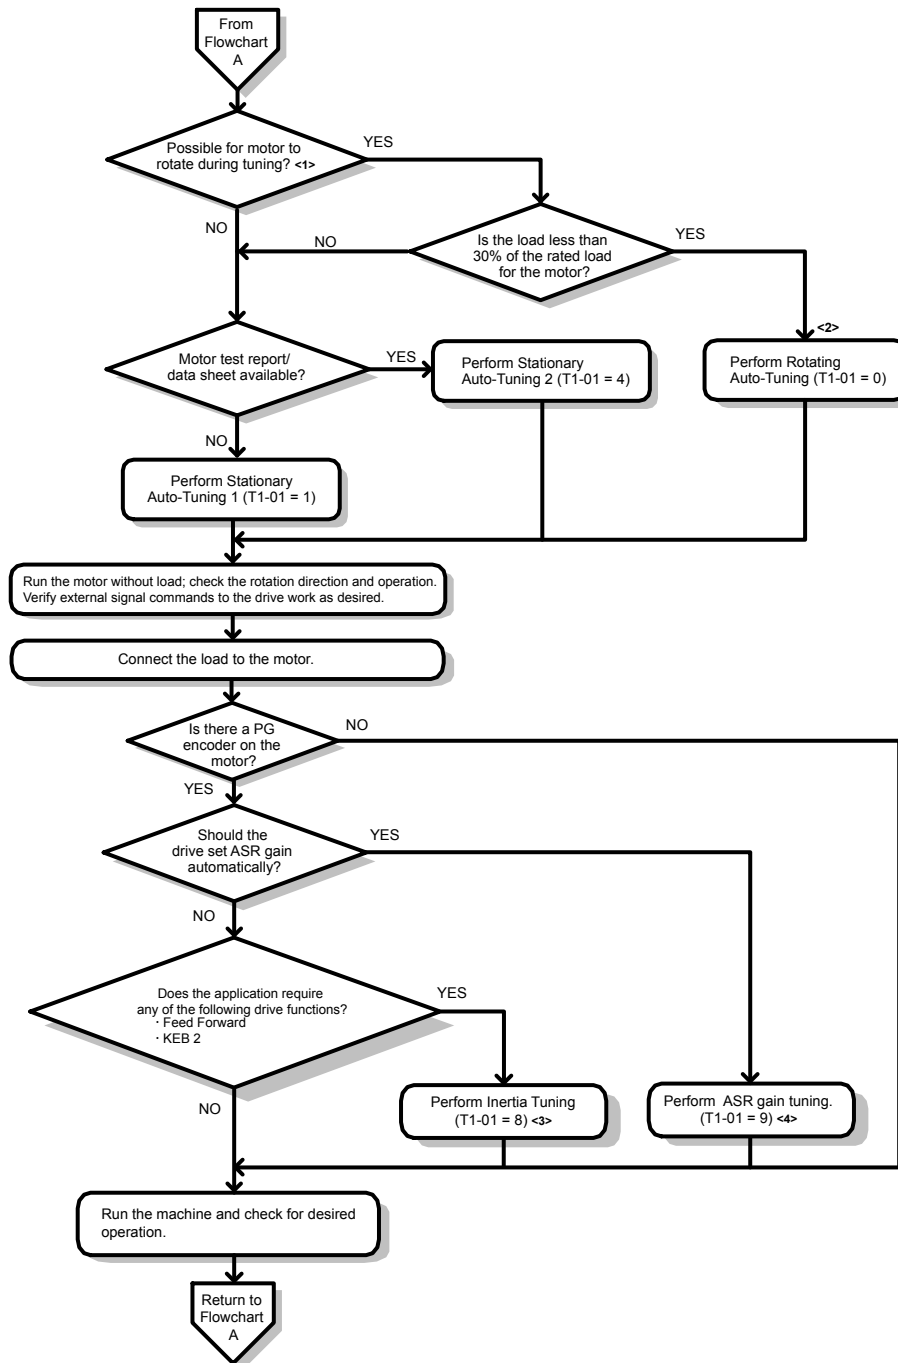 From
Flowchart
A
Possible for motor to
rotate during tuning? <1>
YES
NO
Is the load less than
30% of the rated load
for the motor?
NO
YES
<2>
Motor test report/
data sheet available?
YES
Perform Stationary
Auto-Tuning 2 (T1-01 = 4)
Perform Rotating
Auto-Tuning (T1-01 = 0)
NO
Perform Stationary
Auto-Tuning 1 (T1-01 = 1)
Run the motor without load; check the rotation direction and operation.
Verify external signal commands to the drive work as desired.
Connect the load to the motor.
Is there a PG
encoder on the
motor?
NO
YES
Should the
drive set ASR gain
automatically?
YES
NO
Does the application require
any of the following drive functions?
· Feed Forward
· KEB 2
YES
NO
Perform Inertia Tuning
(T1-01 = 8) <3>
Perform ASR gain tuning.
(T1-01 = 9) <4>
Run the machine and check for desired
operation.
Return to
Flowchart
A